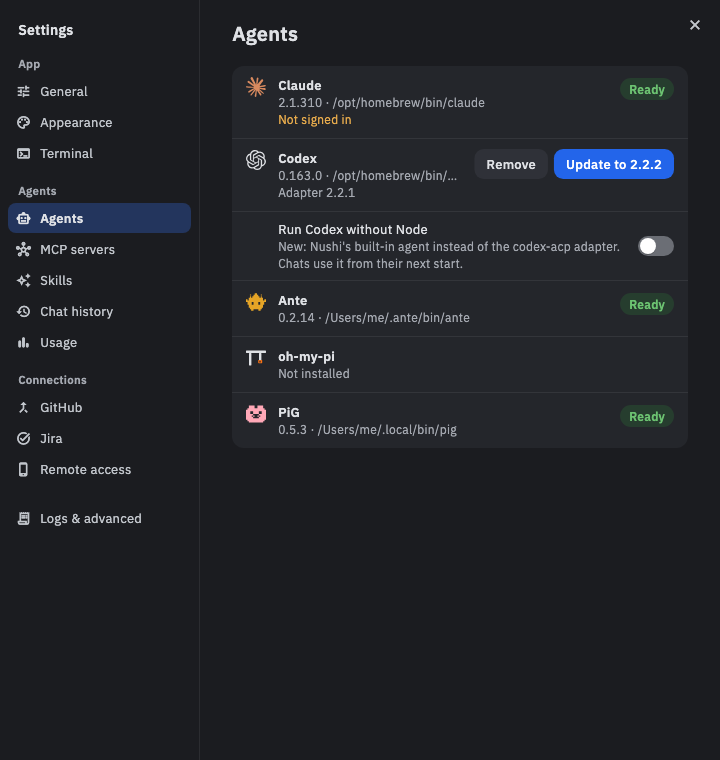 Settings
App
General
Appearance
Terminal
Agents
Agents
MCP servers
Skills
Chat history
Usage
Connections
GitHub
Jira
Remote access
Logs & advanced
Agents
Claude
2.1.310 · /opt/homebrew/bin/claude
Not signed in
Ready
Codex
0.163.0 · /opt/homebrew/bin/...
Adapter 2.2.1
Remove
Update to 2.2.2
Run Codex without Node
New: Nushi's built-in agent instead of the codex-acp adapter.
Chats use it from their next start.
Ante
0.2.14 · /Users/me/.ante/bin/ante
Ready
oh-my-pi
Not installed
PiG
0.5.3 · /Users/me/.local/bin/pig
Ready